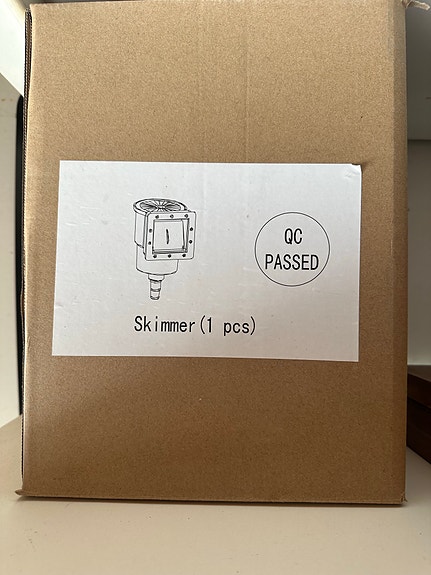 QC
PASSED
Skimmer(1 pcs)